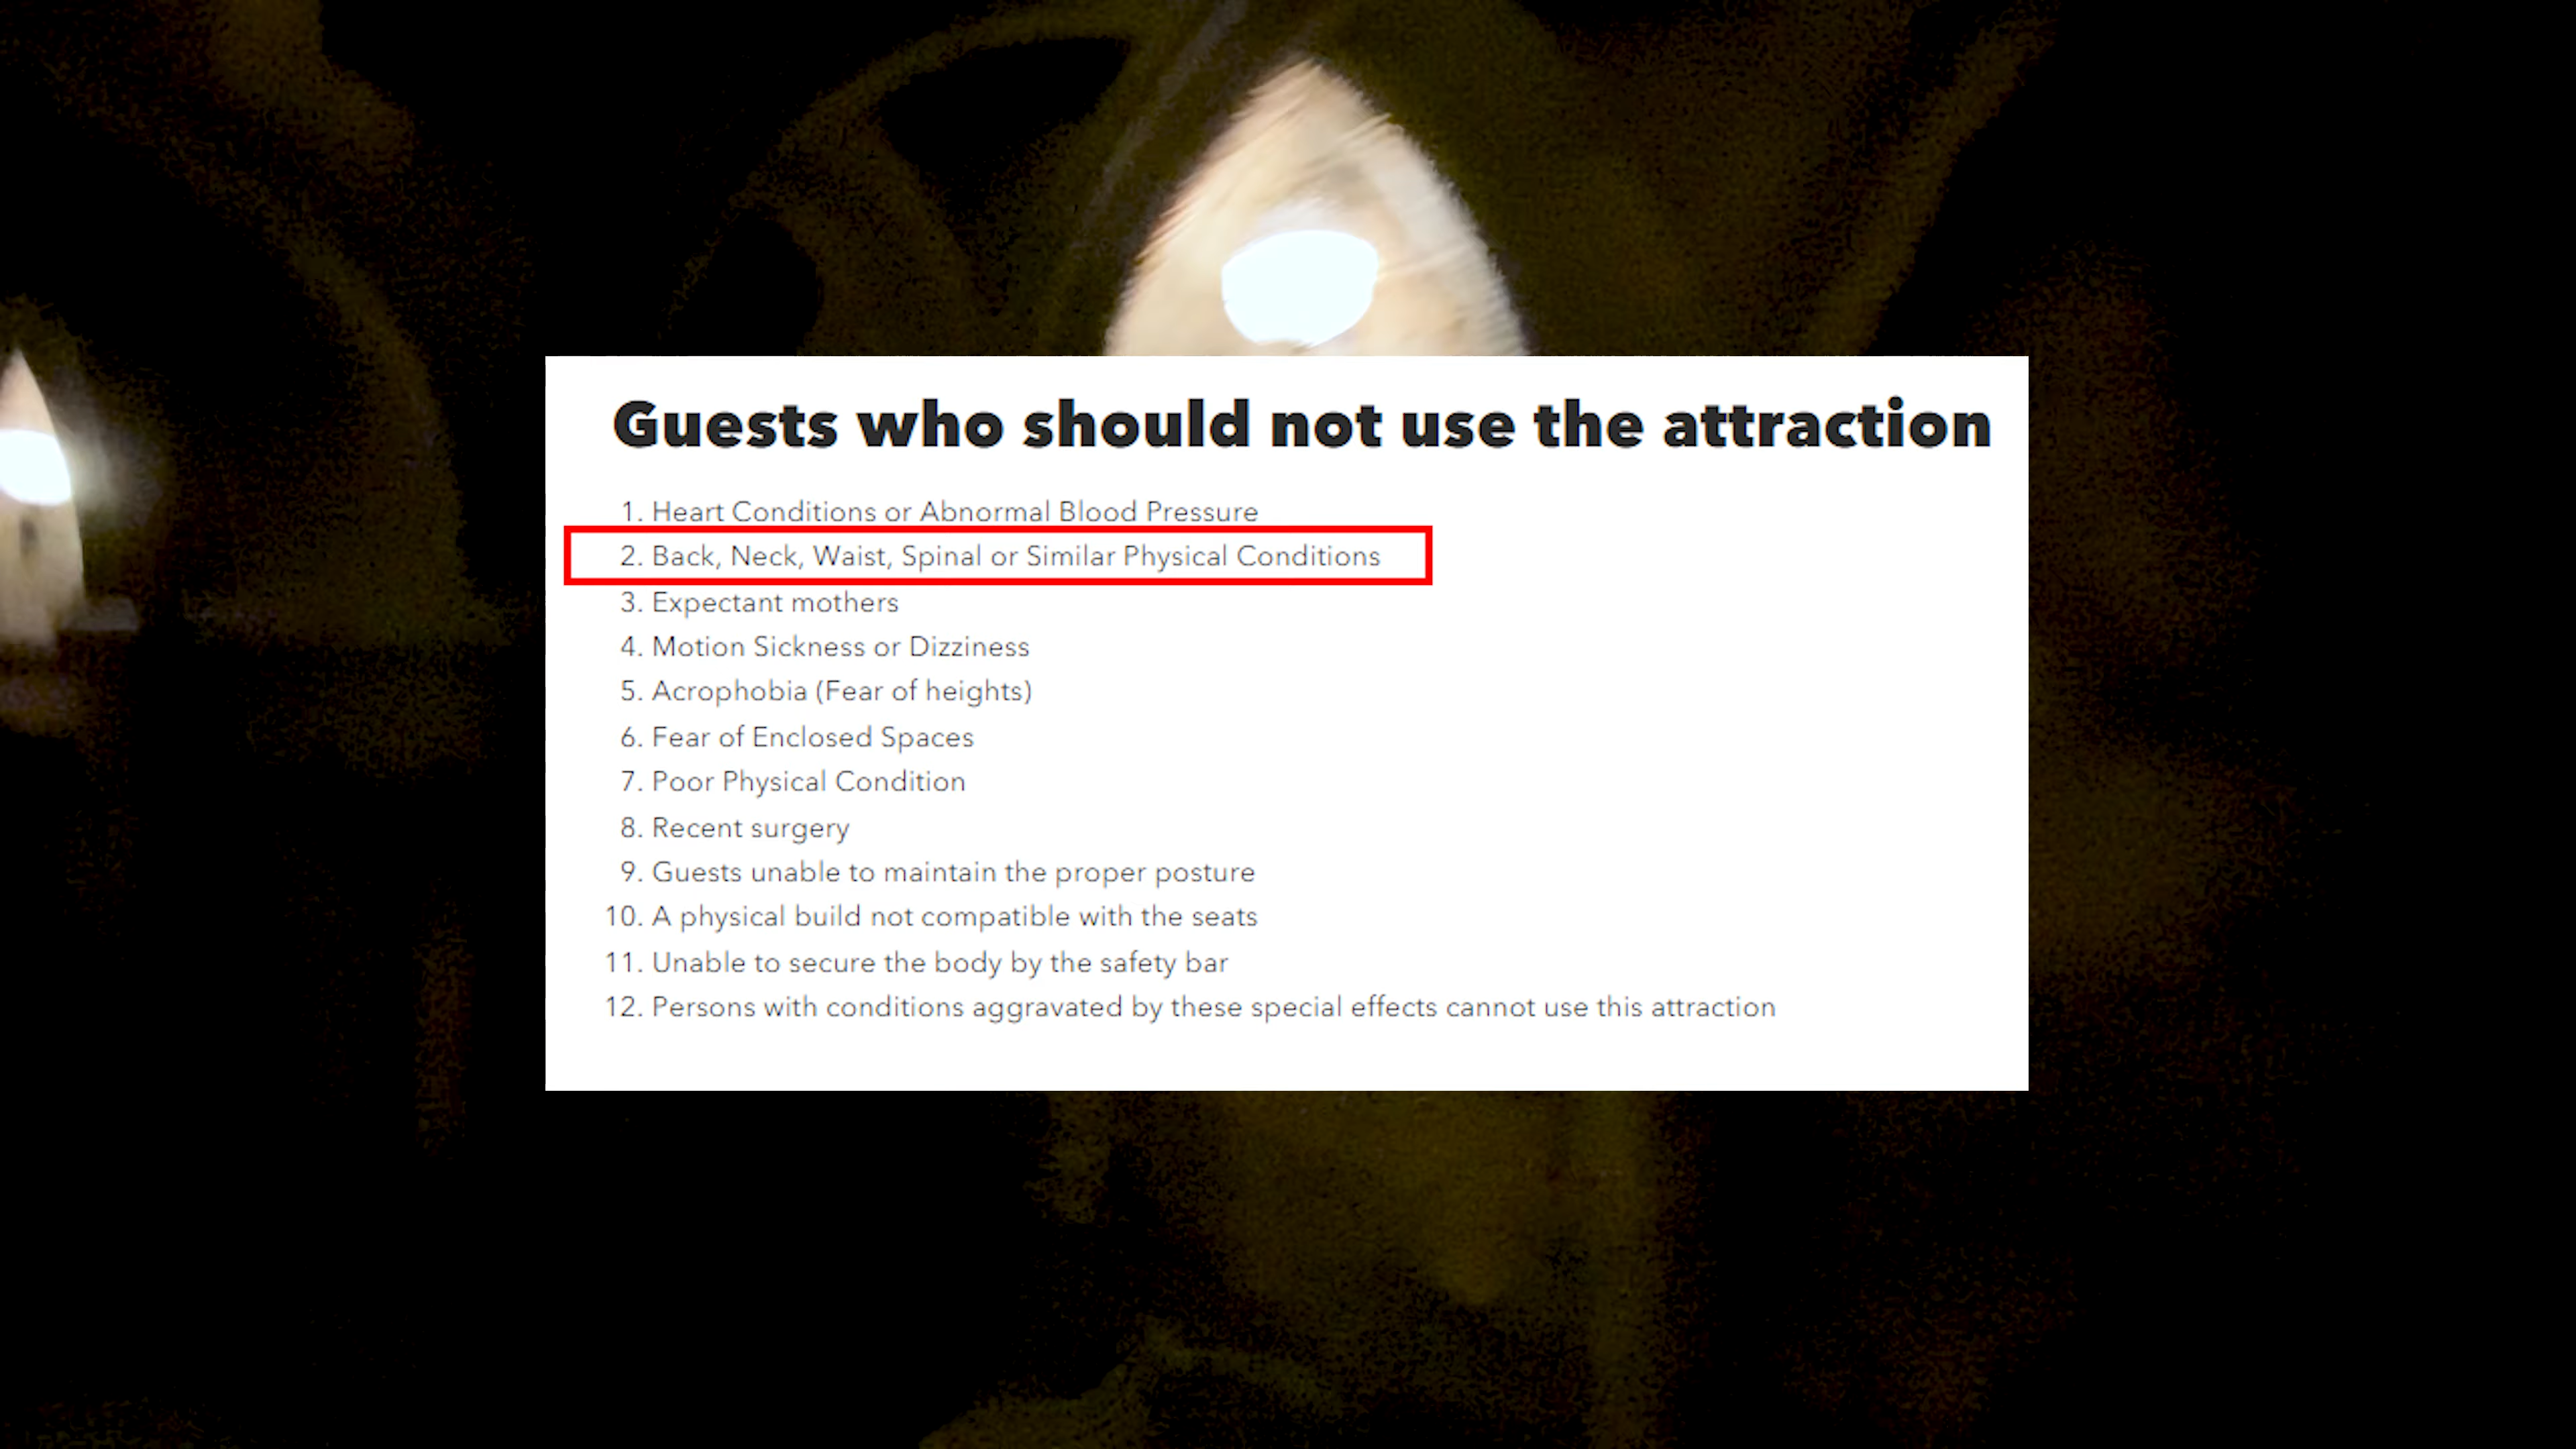 Guests who should not use the attraction
1. Heart Conditions or Abnormal Blood Pressure
2. Back, Neck, Waist, Spinal or Similar Physical Conditions
3. Expectant mothers
4. Motion Sickness or Dizziness
5. Acrophobia (Fear of heights)
6. Fear of Enclosed Spaces
7. Poor Physical Condition
8. Recent surgery
9. Guests unable to maintain the proper posture
10. A physical build not compatible with the seats
11. Unable to secure the body by the safety bar
12. Persons with conditions aggravated by these special effects cannot use this attraction